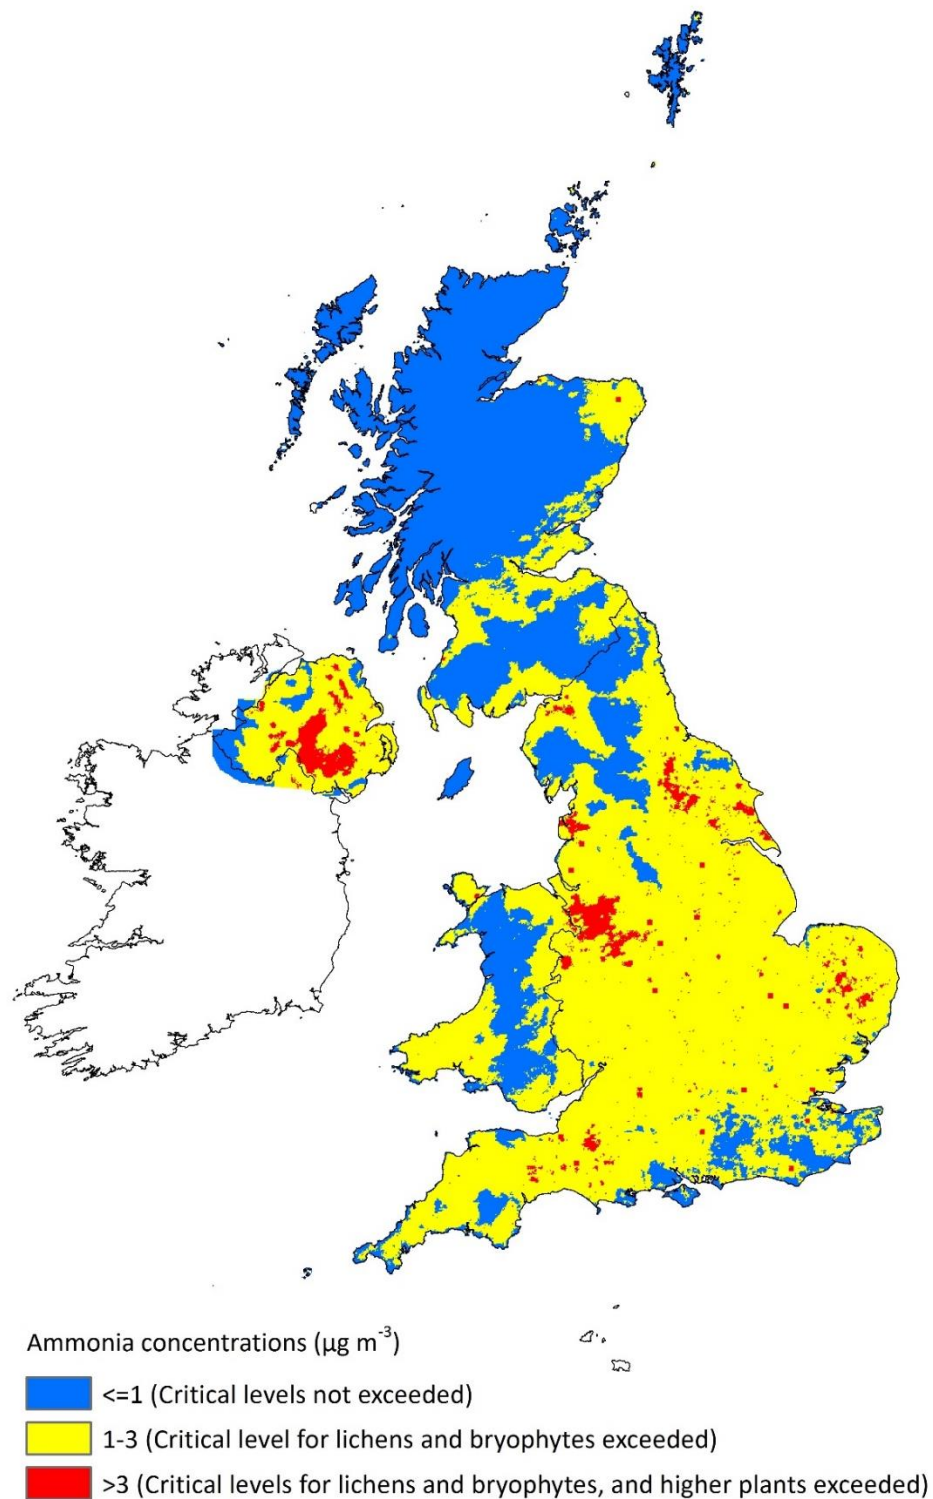 Ammonia concentrations (µg m⁻³)
<=1 (Critical levels not exceeded)
1-3 (Critical level for lichens and bryophytes exceeded)
>3 (Critical levels for lichens and bryophytes, and higher plants exceeded)